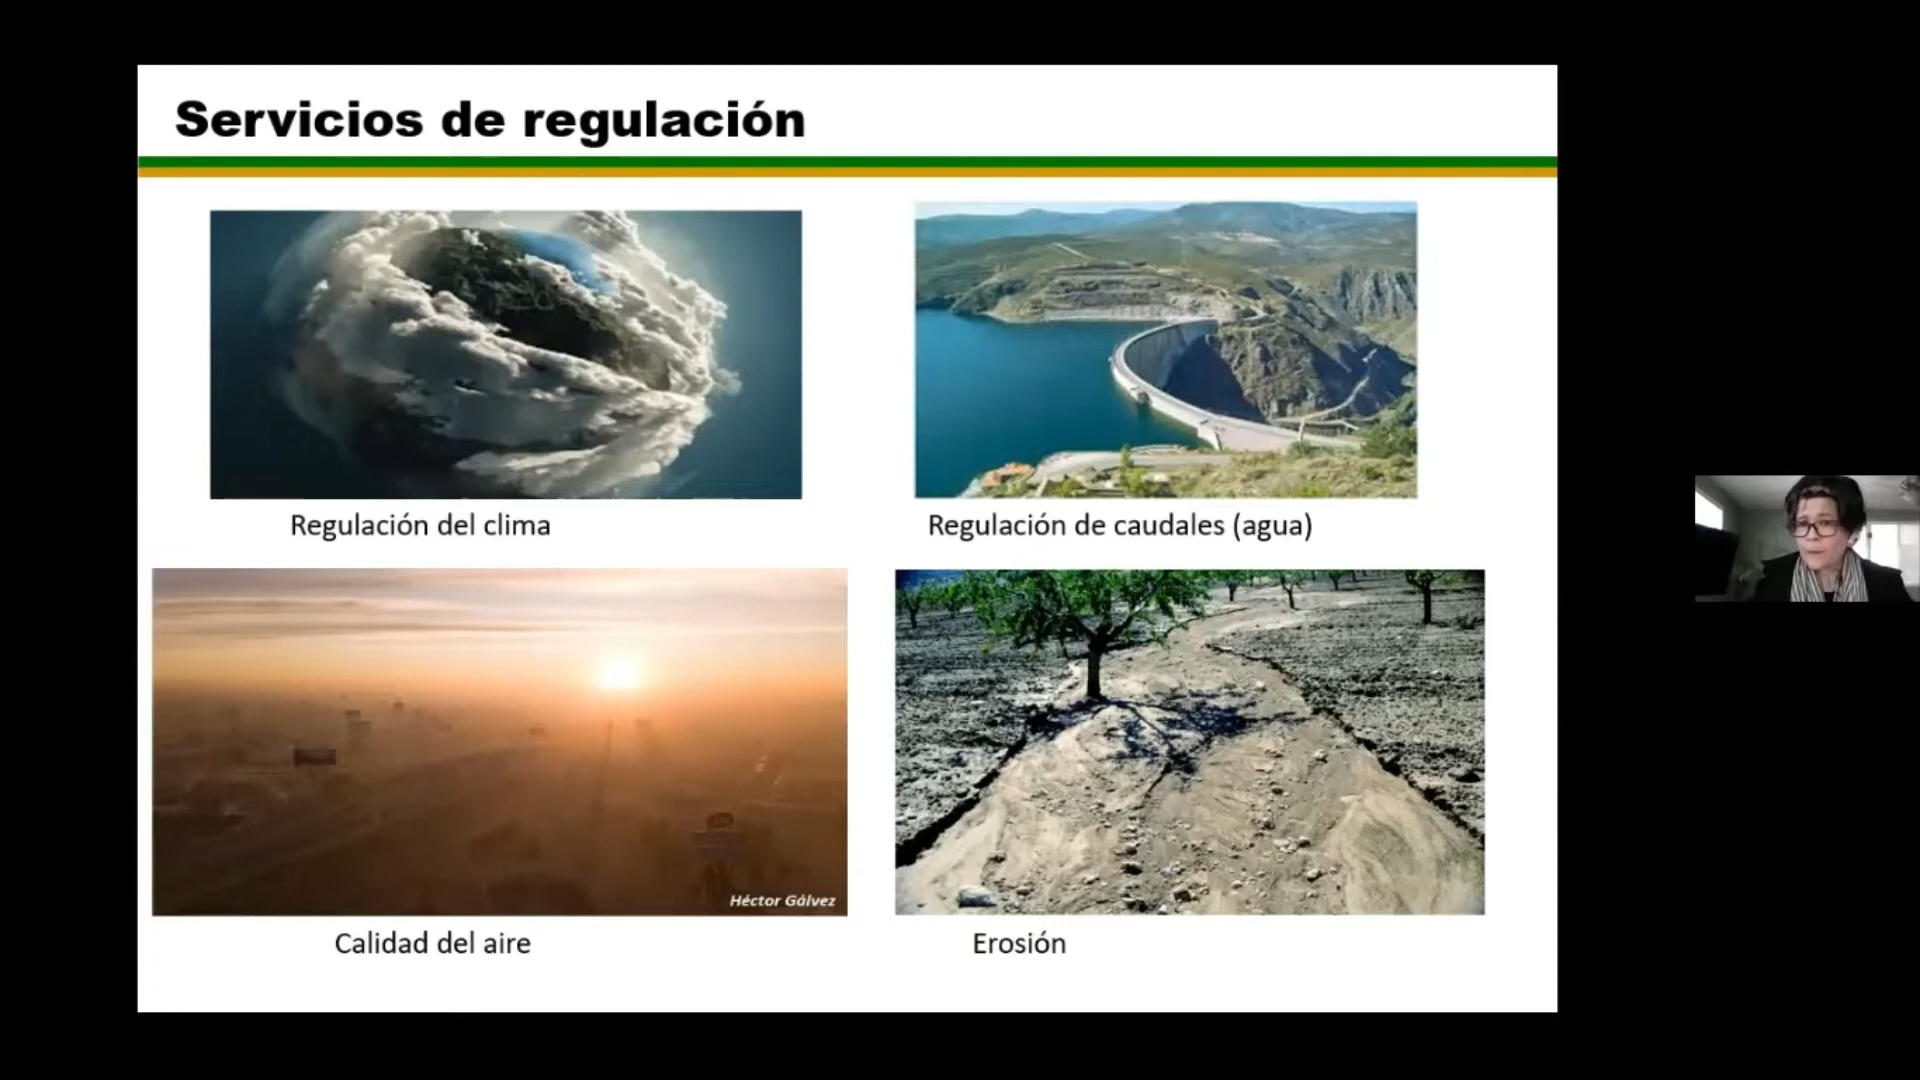 Servicios de regulación
Regulación del clima
Regulación de caudales (agua)
Héctor Gálvez
Calidad del aire
Erosión